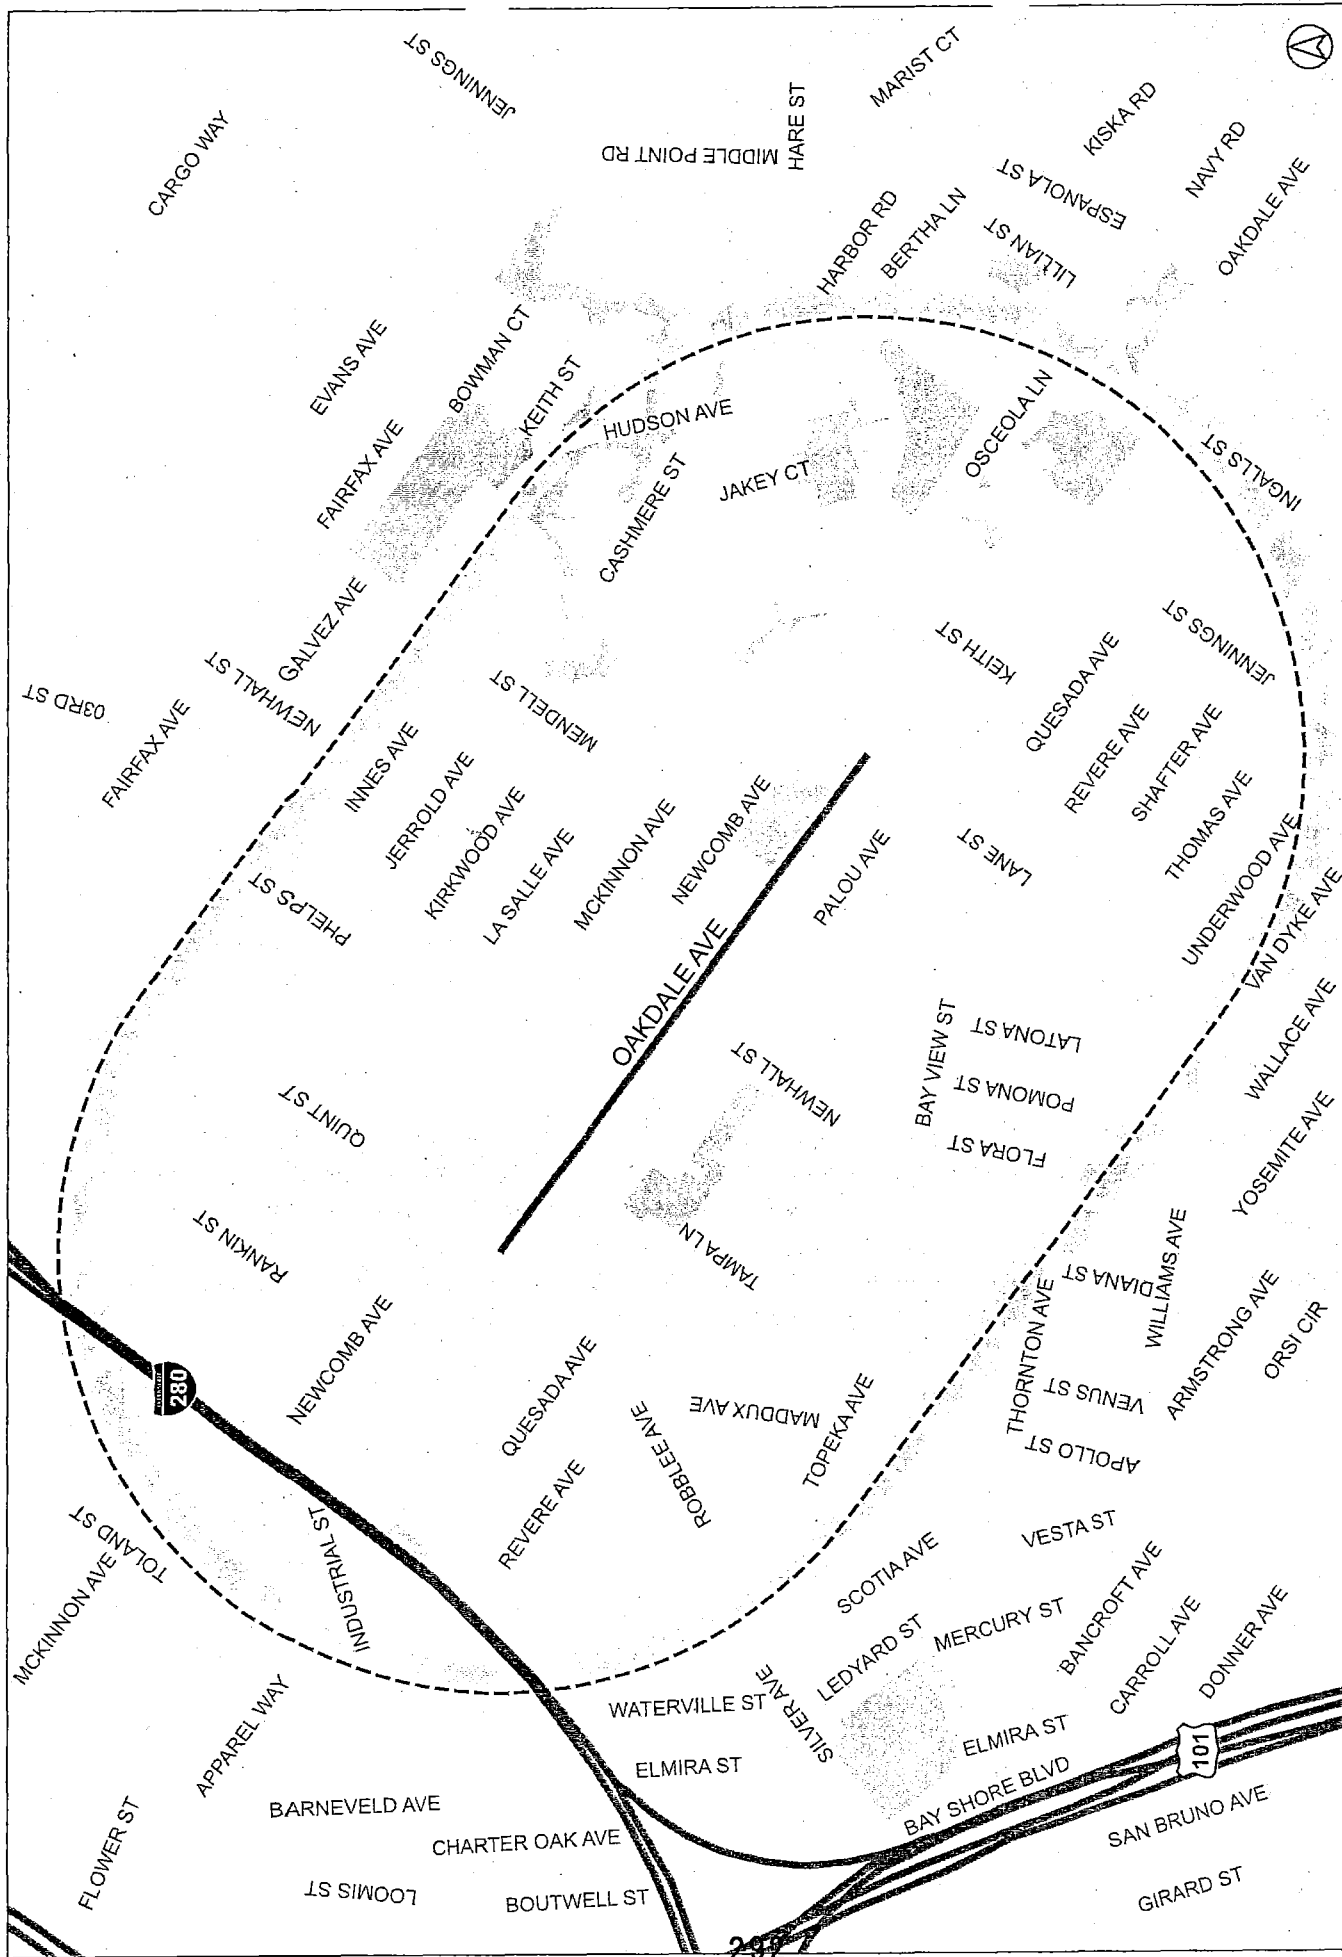 JENNINGS ST
MARIST CT
HARE ST
CARGO WAY
MIDDLE POINT RD
KISKA RD
NAVY RD
ESPANOLA ST
OAKDALE AVE
HARBOR RD
BERTHA LN
LILLIAN ST
EVANS AVE
BOWMAN CT
KEITH ST
HUDSON AVE
FAIRFAX AVE
CASHMERE ST
JAKEY CT
OSCEOLA LN
INGALLS ST
GALVEZ AVE
NEWHALL ST
03RD ST
FAIRFAX AVE
MENDELL ST
KEITH ST
JENNINGS ST
QUESADA AVE
INNES AVE
JERROLD AVE
KIRKWOOD AVE
LA SALLE AVE
MCKINNON AVE
NEWCOMB AVE
REVERE AVE
SHAFTER AVE
THOMAS AVE
PHELPS ST
PALOU AVE
LANE ST
UNDERWOOD AVE
VAN DYKE AVE
OAKDALE AVE
WALLACE AVE
QUINT ST
NEWHALL ST
BAY VIEW ST
LATONA ST
POMONA ST
FLORA ST
YOSEMITE AVE
RANKIN ST
TAMPA LN
DIANA ST
WILLIAMS AVE
THORNTON AVE
ARMSTRONG AVE
ORSI CIR
280
NEWCOMB AVE
QUESADA AVE
ROBBLEE AVE
MADDUX AVE
TOPEKA AVE
VENUS ST
APOLLO ST
REVERE AVE
TOLAND ST
MCKINNON AVE
INDUSTRIAL ST
SCOTIA AVE
VESTA ST
BANCROFT AVE
CARROLL AVE
DONNER AVE
LEDYARD ST
MERCURY ST
WATERVILLE ST
SILVER AVE
APPAREL WAY
ELMIRA ST
ELMIRA ST
BAY SHORE BLVD
101
BARNEVELD AVE
FLOWER ST
CHARTER OAK AVE
SAN BRUNO AVE
LOOMIS ST
BOUTWELL ST
GIRARD ST